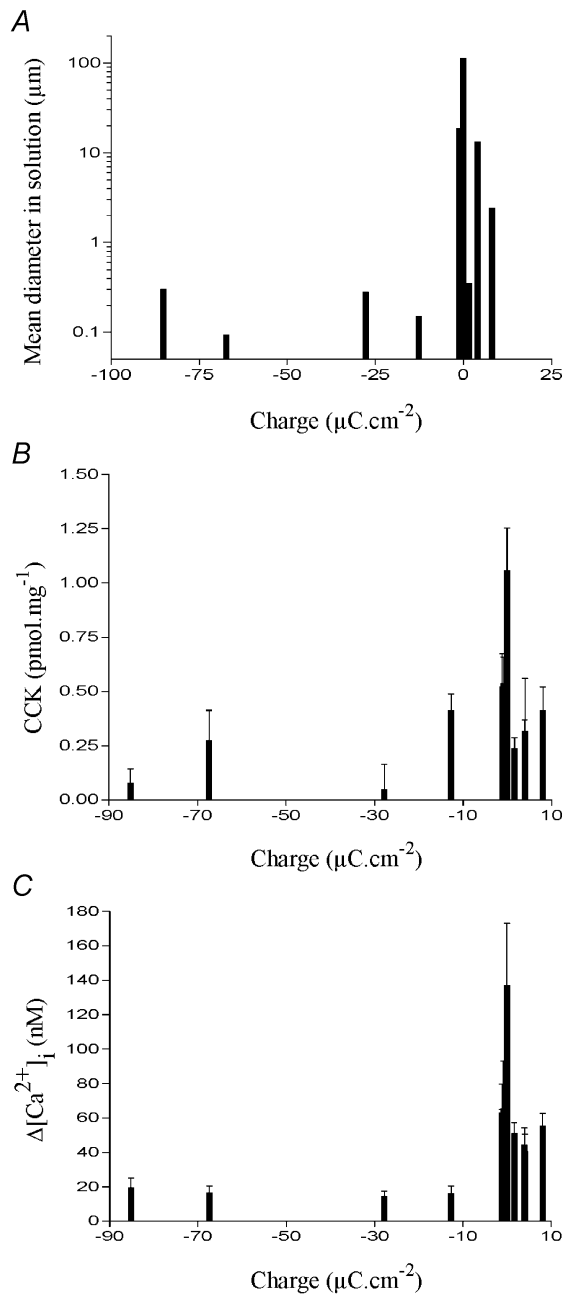 A
Mean diameter in solution (μm)
100
10
1
0.1
-100 -75 -50 -25 0 25
Charge (μC.cm-2)
B
CCK (pmol.mg-1)
1.50
1.25
1.00
0.75
0.50
0.25
0.00
-90 -70 -50 -30 -10 10
Charge (μC.cm-2)
C
Δ[Ca2+]i (nM)
180
160
140
120
100
80
60
40
20
0
-90 -70 -50 -30 -10 10
Charge (μC.cm-2)